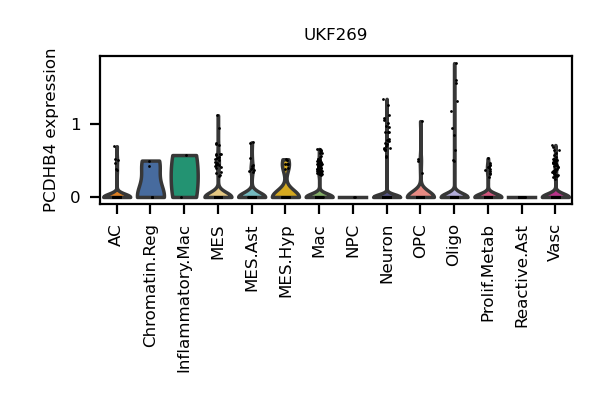 UKF269
PCDHB4 expression
1
0
AC
Chromatin.Reg
Inflammatory.Mac
MES
MES.Ast
MES.Hyp
Mac
NPC
Neuron
OPC
Oligo
Prolif.Metab
Reactive.Ast
Vasc